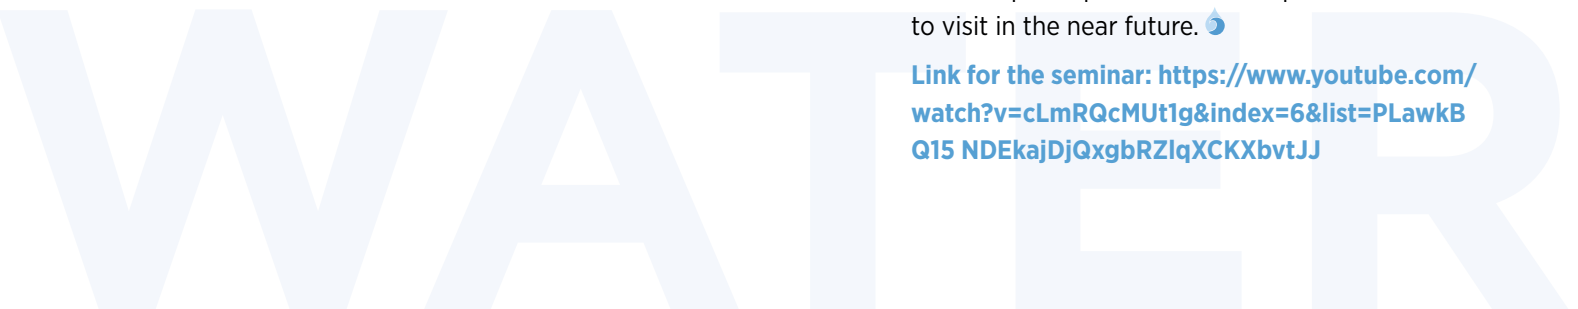 to visit in the near future.
Link for the seminar: https://www.youtube.com/
watch?v=cLmRQcMUt1g&index=6&list=PLawkB
Q15 NDEkajDjQxgbRZlqXCKXbvtJJ
WATER